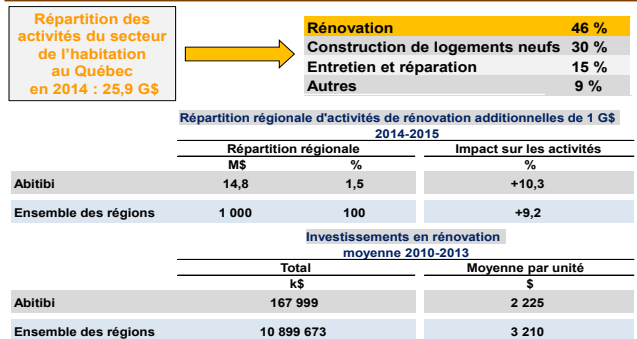 Répartition des
activités du secteur
de l'habitation
au Québec
en 2014 : 25,9 G$
Rénovation 46 %
Construction de logements neufs 30 %
Entretien et réparation 15 %
Autres 9 %
Répartition régionale d'activités de rénovation additionnelles de 1 G$
2014-2015
Répartition régionale Impact sur les activités
M$ % %
Abitibi 14,8 1,5 +10,3
Ensemble des régions 1 000 100 +9,2
Investissements en rénovation
moyenne 2010-2013
Total Moyenne par unité
k$ $
Abitibi 167 999 2 225
Ensemble des régions 10 899 673 3 210